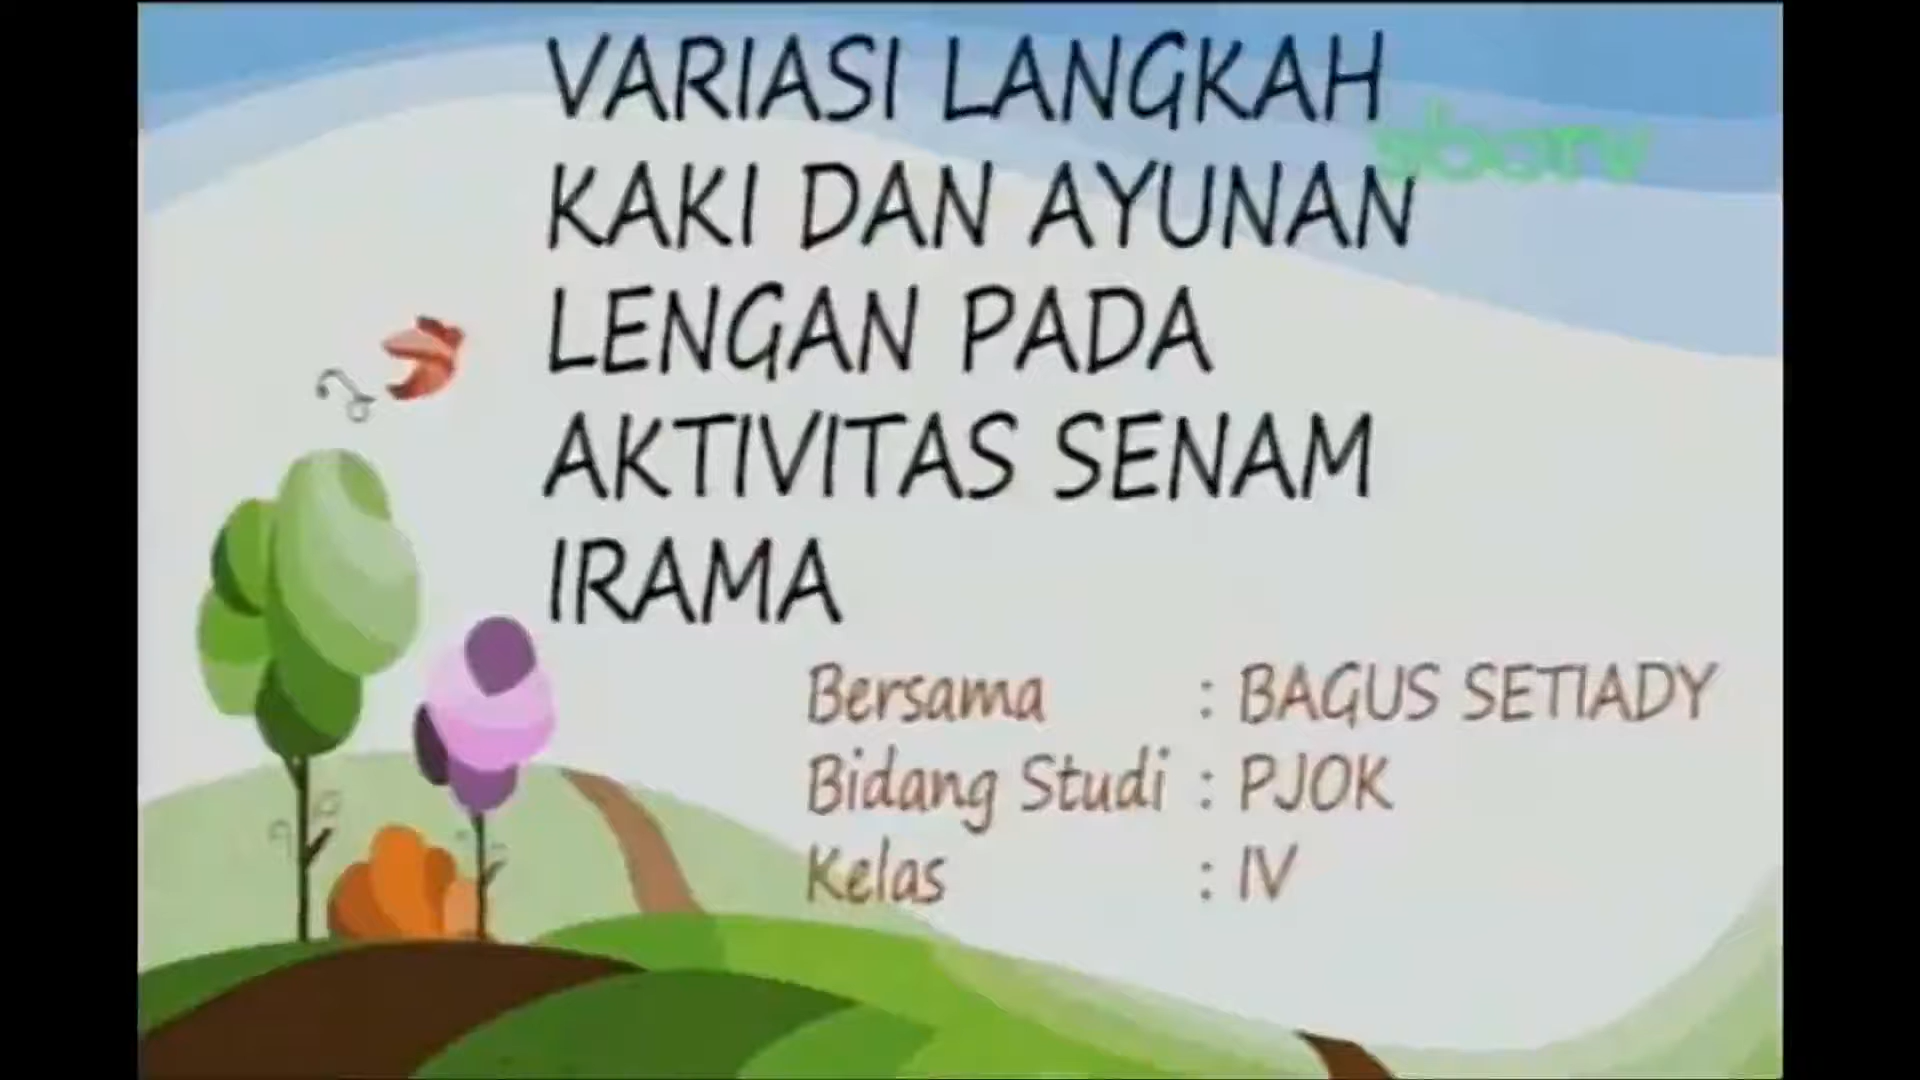 VARIASI LANGKAH
KAKI DAN AYUNAN
LENGAN PADA
AKTIVITAS SENAM
IRAMA
Bersama : BAGUS SETIADY
Bidang Studi : PJOK
Kelas : IV